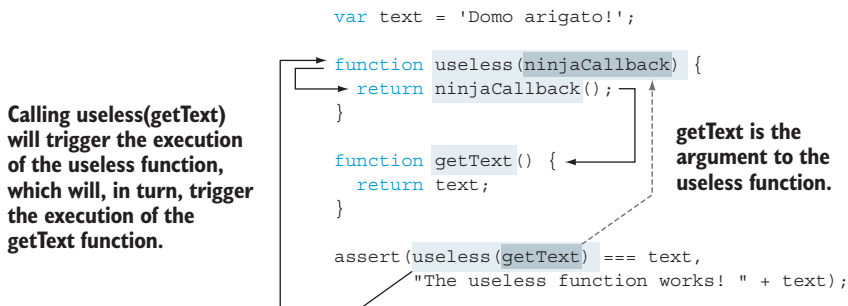 var text = 'Domo arigato!';
function useless(ninjaCallback) {
return ninjaCallback();
}
function getText() {
return text;
}
assert(useless(getText) === text,
"The useless function works! " + text);
Calling useless(getText)
will trigger the execution
of the useless function,
which will, in turn, trigger
the execution of the
getText function.
getText is the
argument to the
useless function.